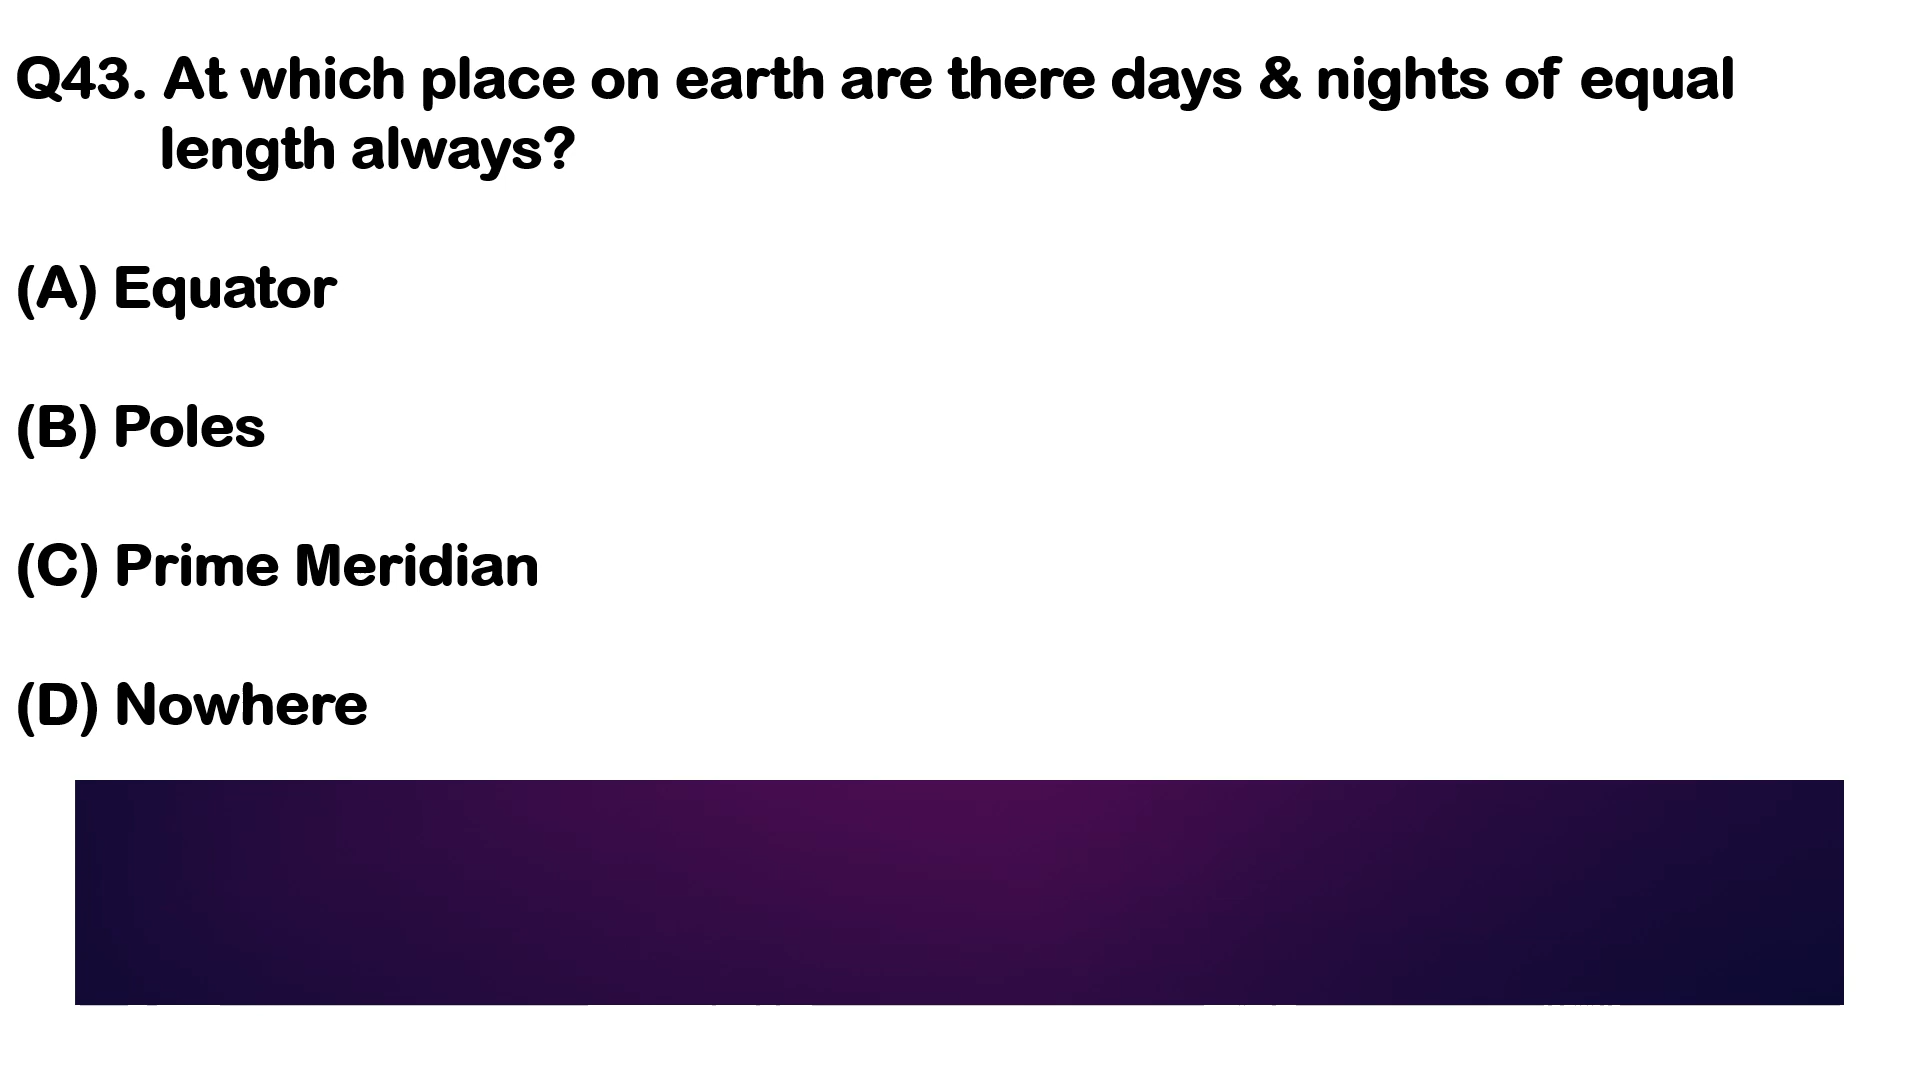 Q43. At which place on earth are there days & nights of equal
length always?
(A) Equator
(B) Poles
(C) Prime Meridian
(D) Nowhere